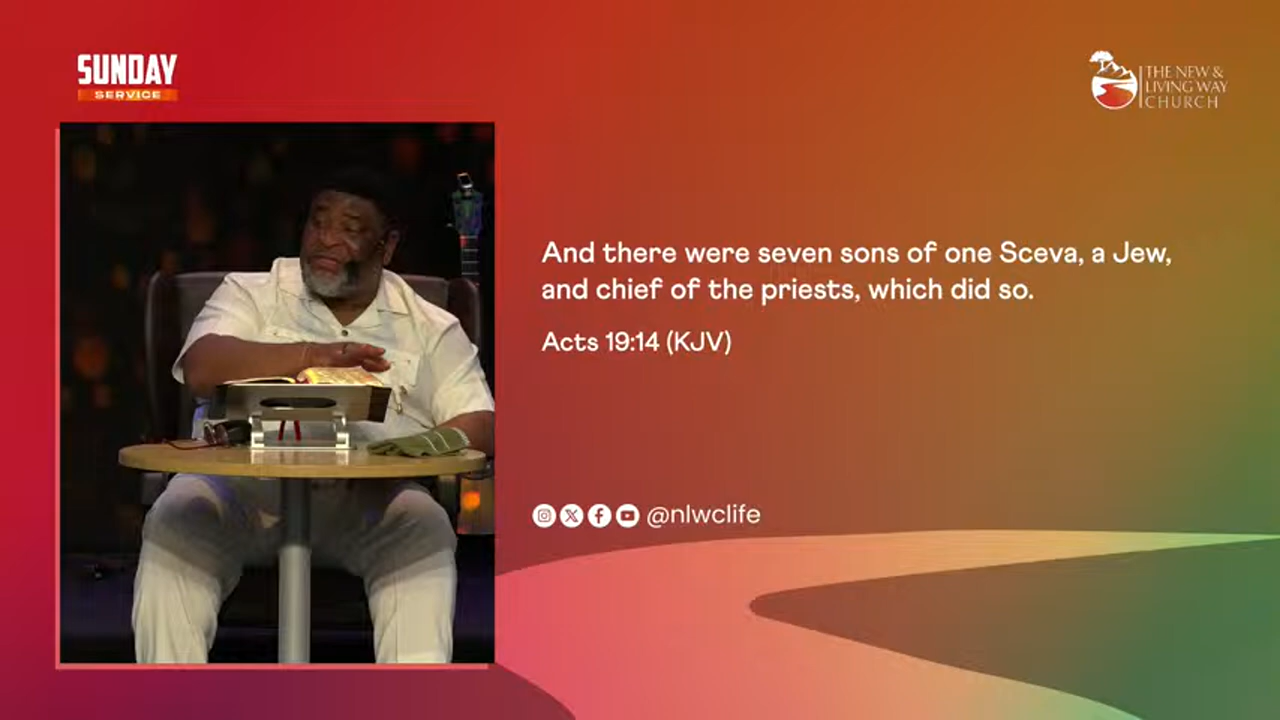 SUNDAY
SERVICE
THE NEW &
LIVING WAY
CHURCH
And there were seven sons of one Sceva, a Jew,
and chief of the priests, which did so.
Acts 19:14 (KJV)
@nlwclife